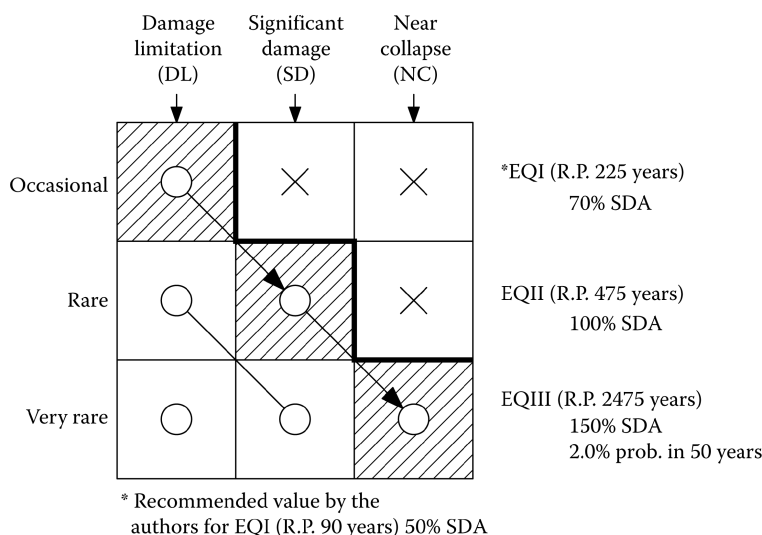 Damage
limitation
(DL)
Significant
damage
(SD)
Near
collapse
(NC)
Occasional
*EQI (R.P. 225 years)
70% SDA
Rare
EQII (R.P. 475 years)
100% SDA
Very rare
EQIII (R.P. 2475 years)
150% SDA
2.0% prob. in 50 years
* Recommended value by the
authors for EQI (R.P. 90 years) 50% SDA